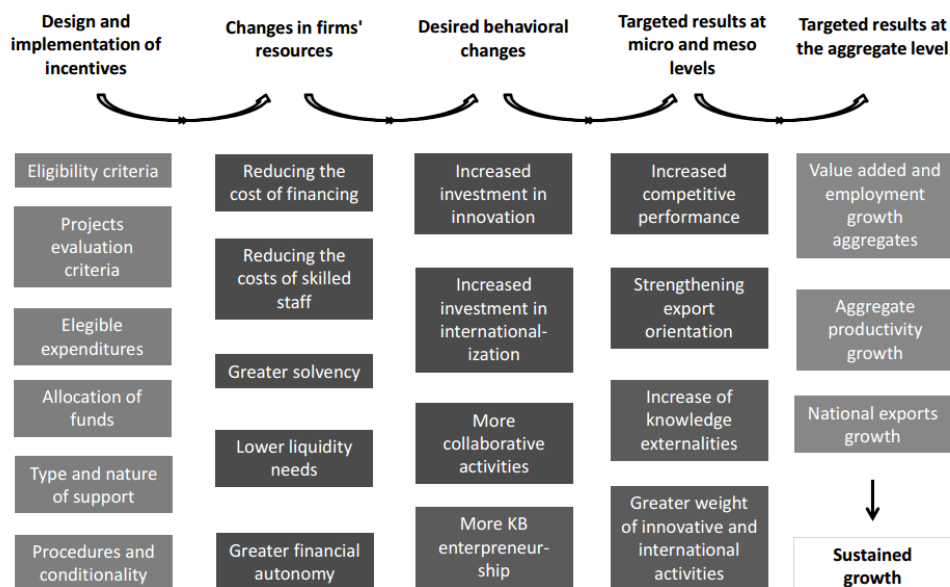 Design and
implementation of
incentives
Changes in firms'
resources
Desired behavioral
changes
Targeted results at
micro and meso
levels
Targeted results at
the aggregate level
Eligibility criteria
Projects
evaluation
criteria
Elegible
expenditures
Allocation of
funds
Type and nature
of support
Procedures and
conditionality
Reducing the
cost of financing
Reducing the
costs of skilled
staff
Greater solvency
Lower liquidity
needs
Greater financial
autonomy
Increased
investment in
innovation
Increased
investment in
international-
ization
More
collaborative
activities
More KB
enterpreneur-
ship
Increased
competitive
performance
Strengthening
export
orientation
Increase of
knowledge
externalities
Greater weight
of innovative and
international
activities
Value added and
employment
growth
aggregates
Aggregate
productivity
growth
National exports
growth
Sustained
growth